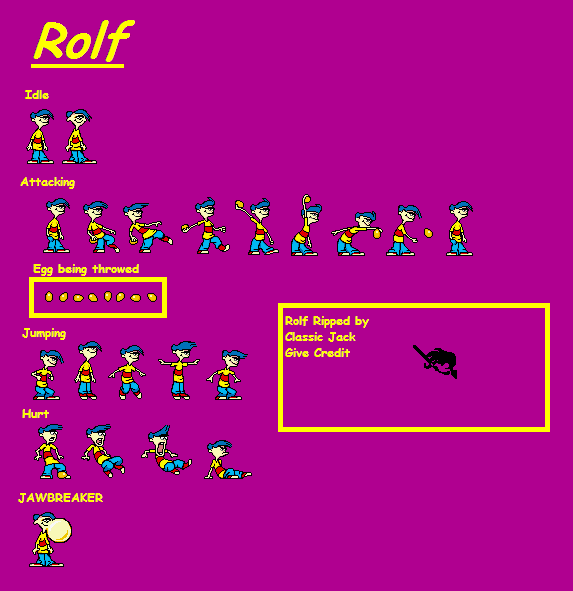 Rolf
Idle
Attacking
Egg being throwed
Rolf Ripped by
Classic Jack
Give Credit
Jumping
Hurt
JAWBREAKER